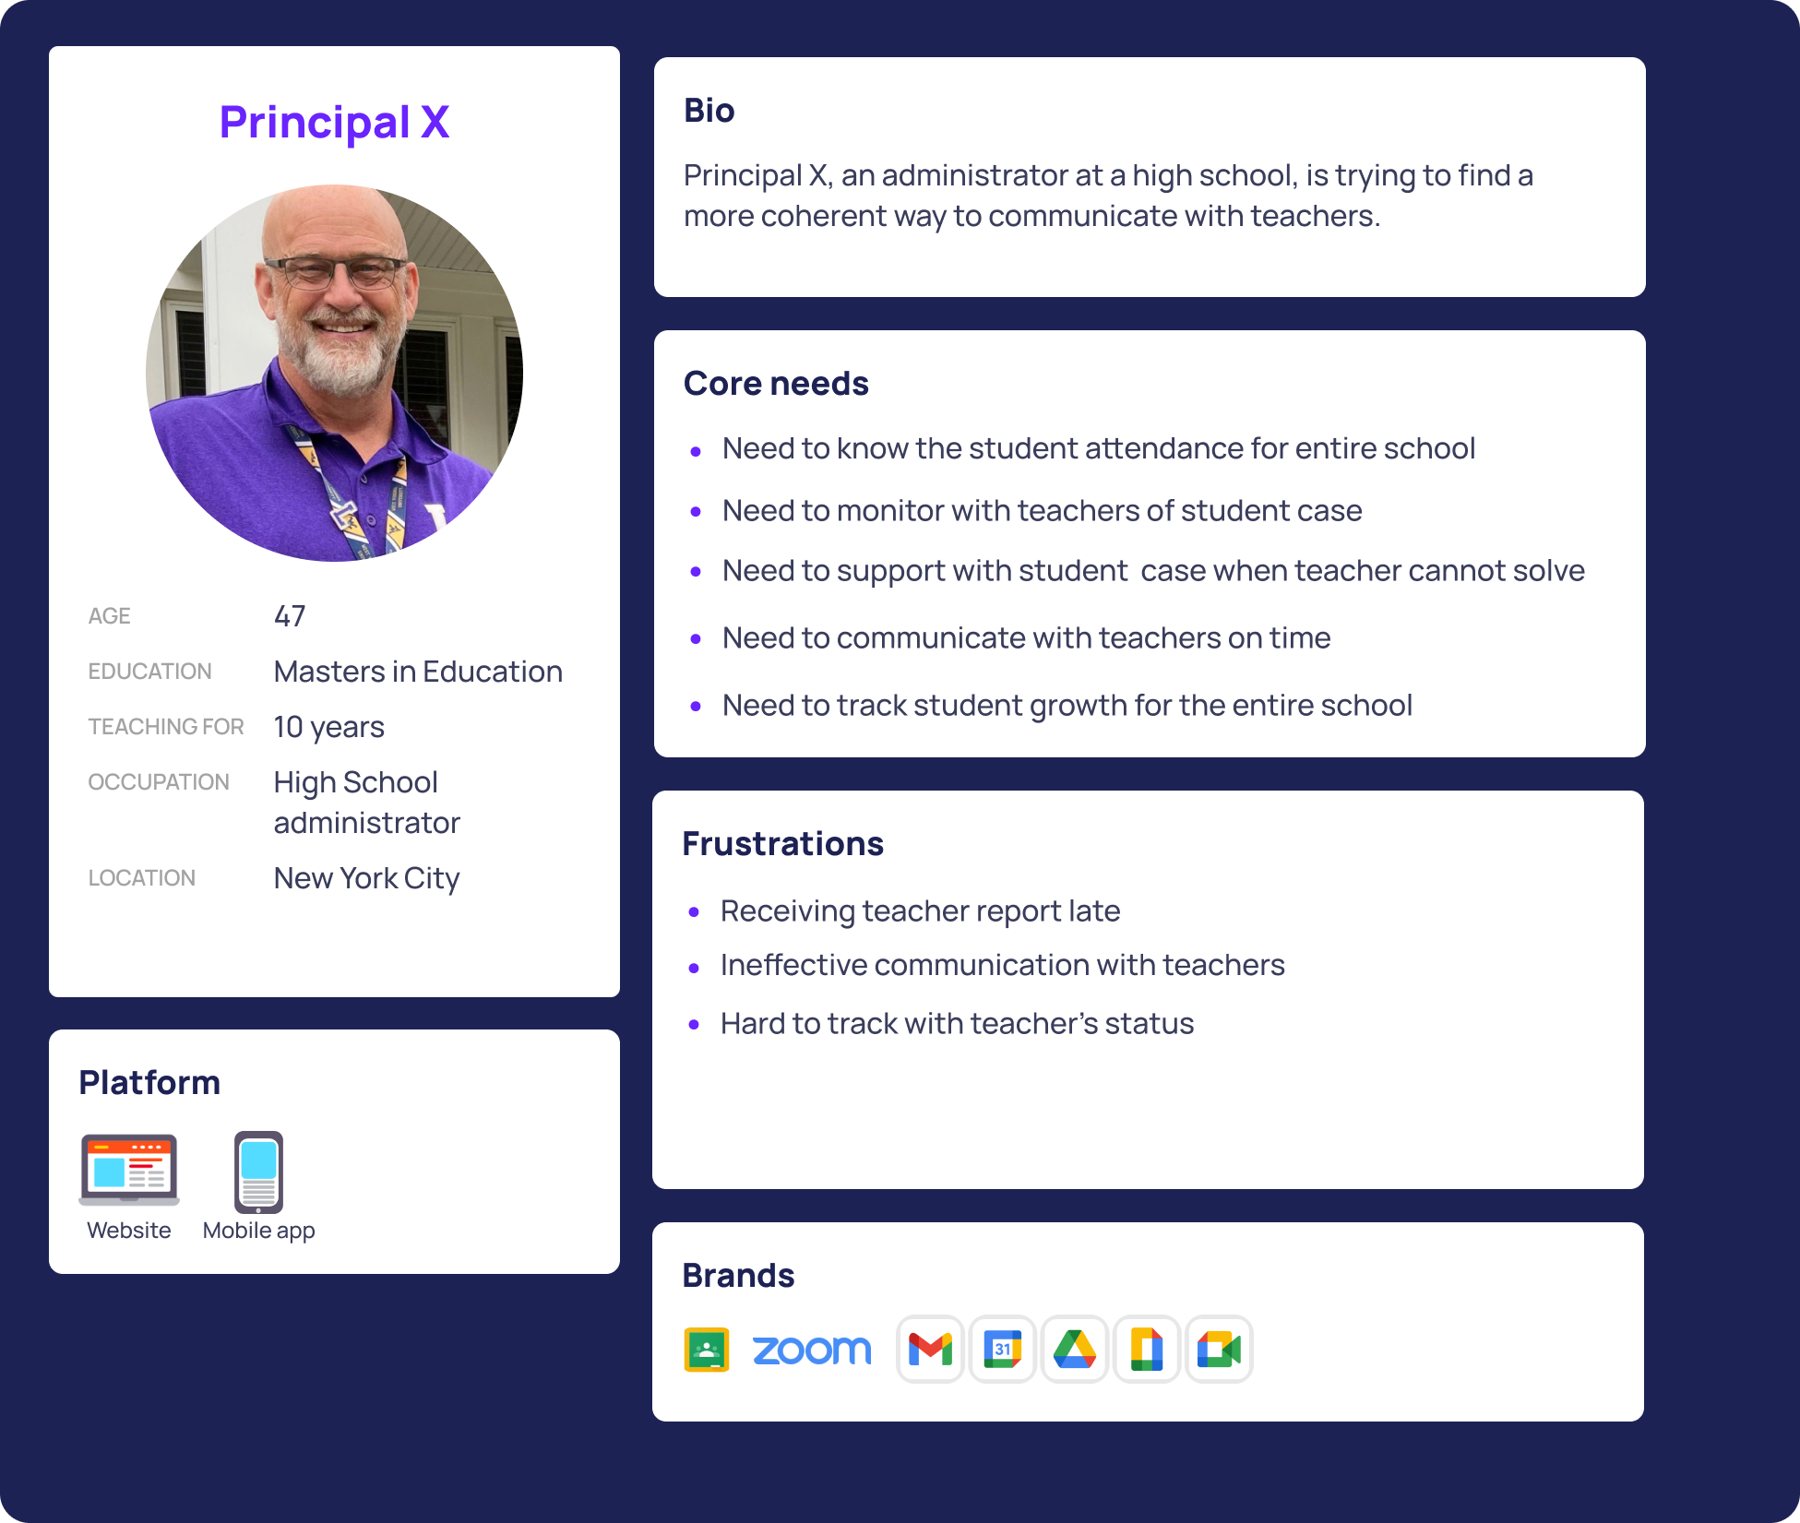 Principal X
AGE
47
EDUCATION
Masters in Education
TEACHING FOR
10 years
OCCUPATION
High School
administrator
LOCATION
New York City
Platform
Website
Mobile app
Bio
Principal X, an administrator at a high school, is trying to find a
more coherent way to communicate with teachers.
Core needs
Need to know the student attendance for entire school
Need to monitor with teachers of student case
Need to support with student  case when teacher cannot solve
Need to communicate with teachers on time
Need to track student growth for the entire school
Frustrations
Receiving teacher report late
Ineffective communication with teachers
Hard to track with teacher’s status
Brands
zoom
31